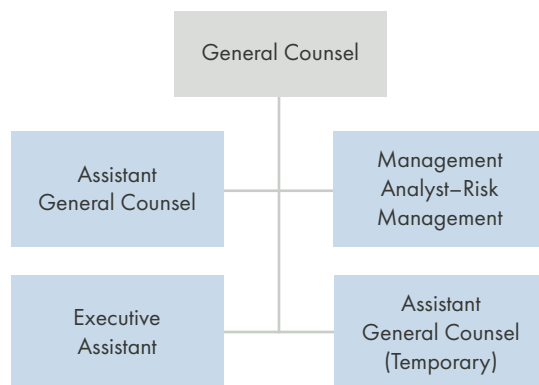 General Counsel
Assistant
General Counsel
Management
Analyst–Risk
Management
Executive
Assistant
Assistant
General Counsel
(Temporary)